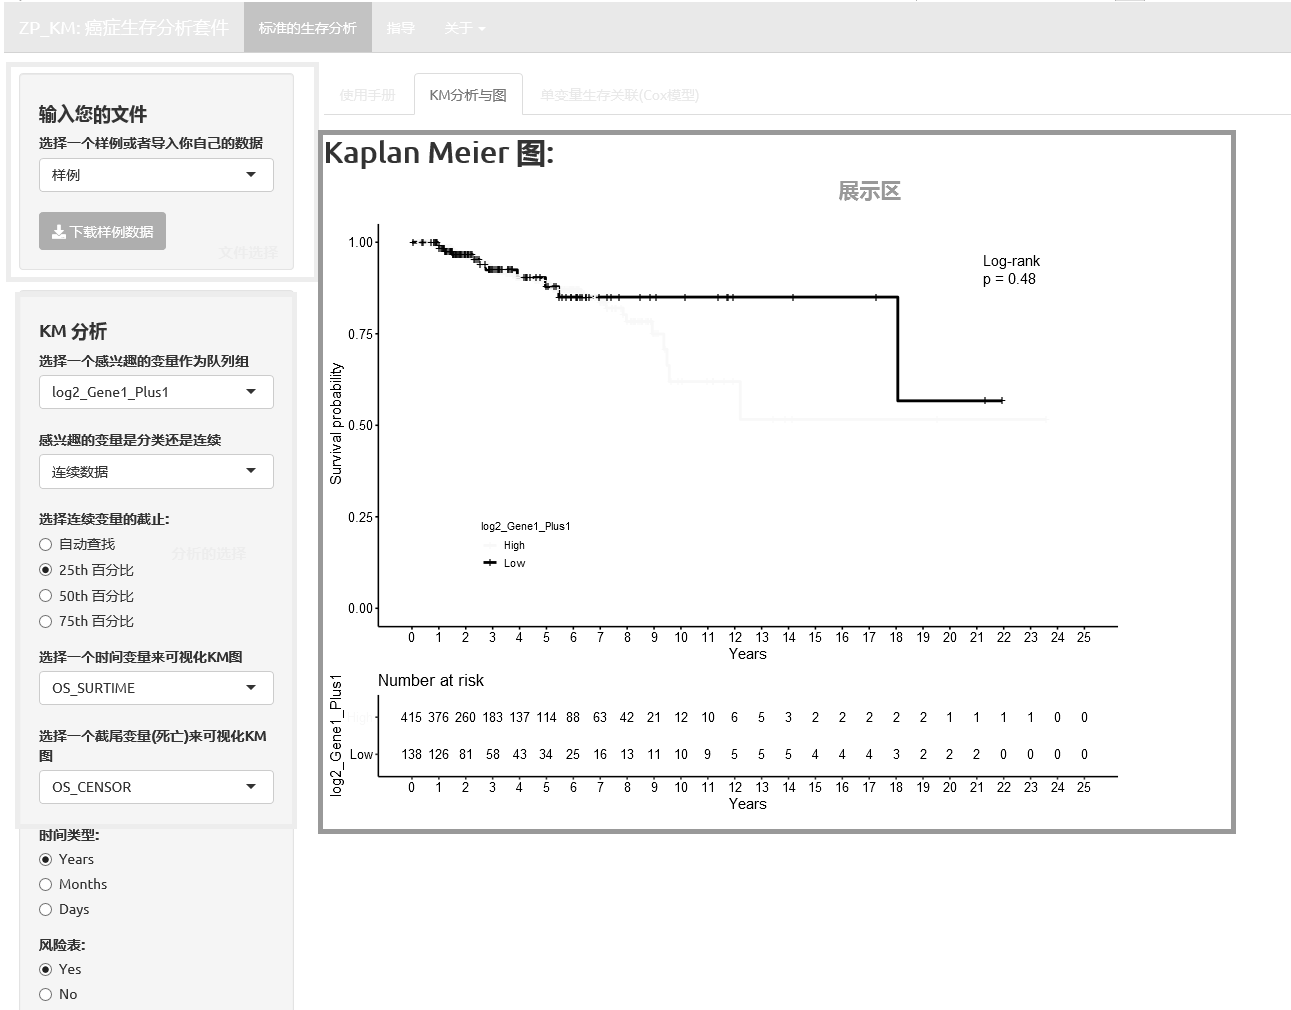 ZP_KM: 癌症生存分析套件 标准的生存分析 指导 关于
输入您的文件
选择一个样例或者导入你自己的数据
样例
下载样例数据
文件选择
KM 分析
选择一个感兴趣的变量作为队列组
log2_Gene1_Plus1
感兴趣的变量是分类还是连续
连续数据
选择连续变量的截止:
自动查找
分析的选择
25th 百分比
50th 百分比
75th 百分比
选择一个时间变量来可视化KM图
OS_SURTIME
选择一个截尾变量(死亡)来可视化KM
图
OS_CENSOR
时间类型:
Years
Months
Days
风险表:
Yes
No
使用手册 KM分析与图 单变量生存关联(Cox模型)
Kaplan Meier 图:
展示区
Log-rank
p = 0.48
Survival probability
1.00
0.75
0.50
0.25
0.00
log2_Gene1_Plus1
High
Low
0 1 2 3 4 5 6 7 8 9 10 11 12 13 14 15 16 17 18 19 20 21 22 23 24 25
Years
Number at risk
log2_Gene1_Plus1
High 415 376 260 183 137 114 88 63 42 21 12 10 6 5 3 2 2 2 2 2 1 1 1 1 0 0
Low 138 126 81 58 43 34 25 16 13 11 10 9 5 5 5 4 4 4 3 2 2 2 0 0 0 0
0 1 2 3 4 5 6 7 8 9 10 11 12 13 14 15 16 17 18 19 20 21 22 23 24 25
Years